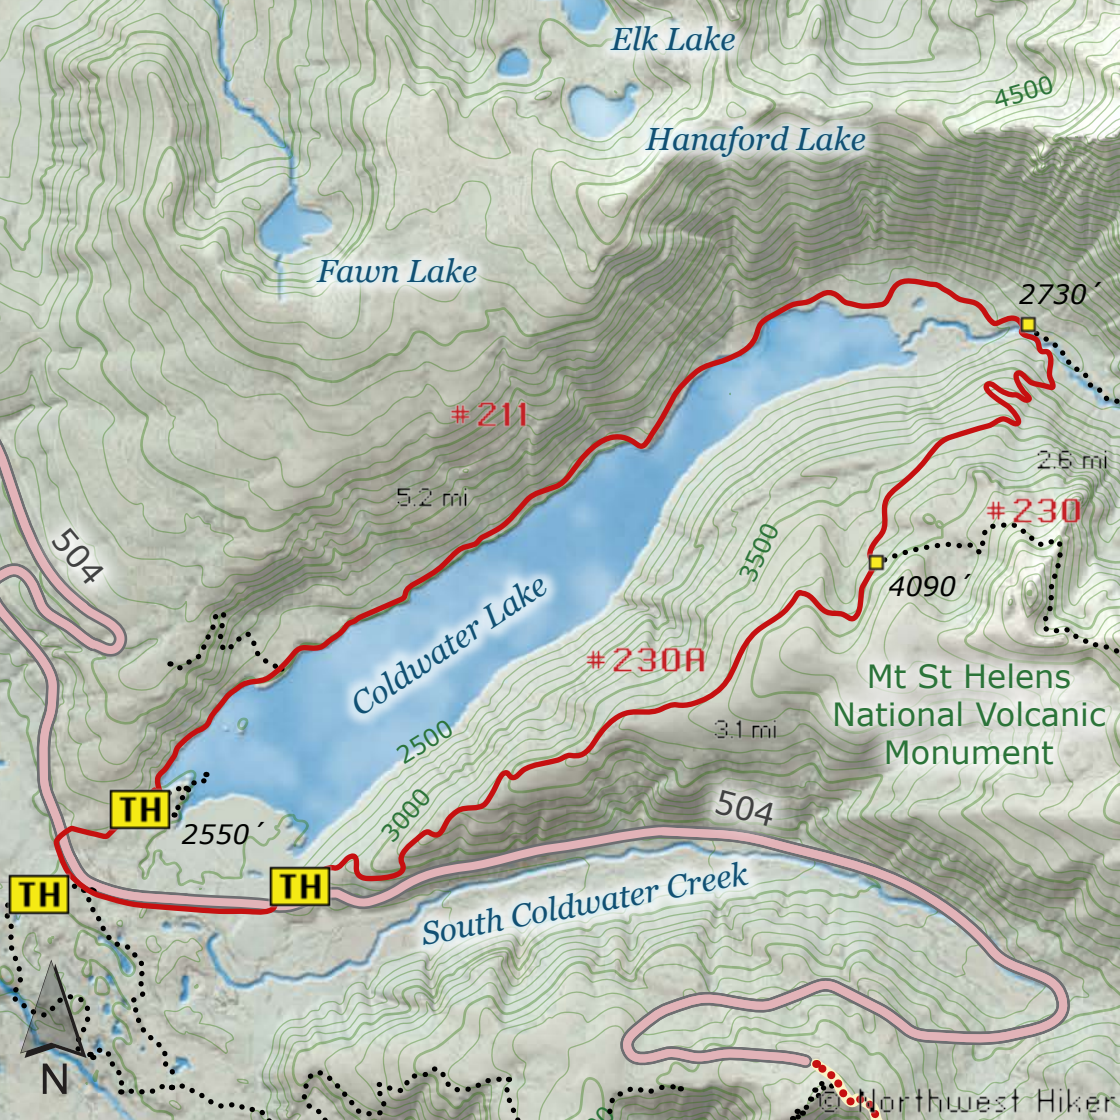 Elk Lake
4500
Hanaford Lake
Fawn Lake
2730´
#211
2.6 mi
5.2 mi
#230
504
3500
4090´
Coldwater Lake
#230A
Mt St Helens
National Volcanic
Monument
2500
3.1 mi
3000
504
TH
2550´
TH
TH
South Coldwater Creek
N
© Northwest Hiker